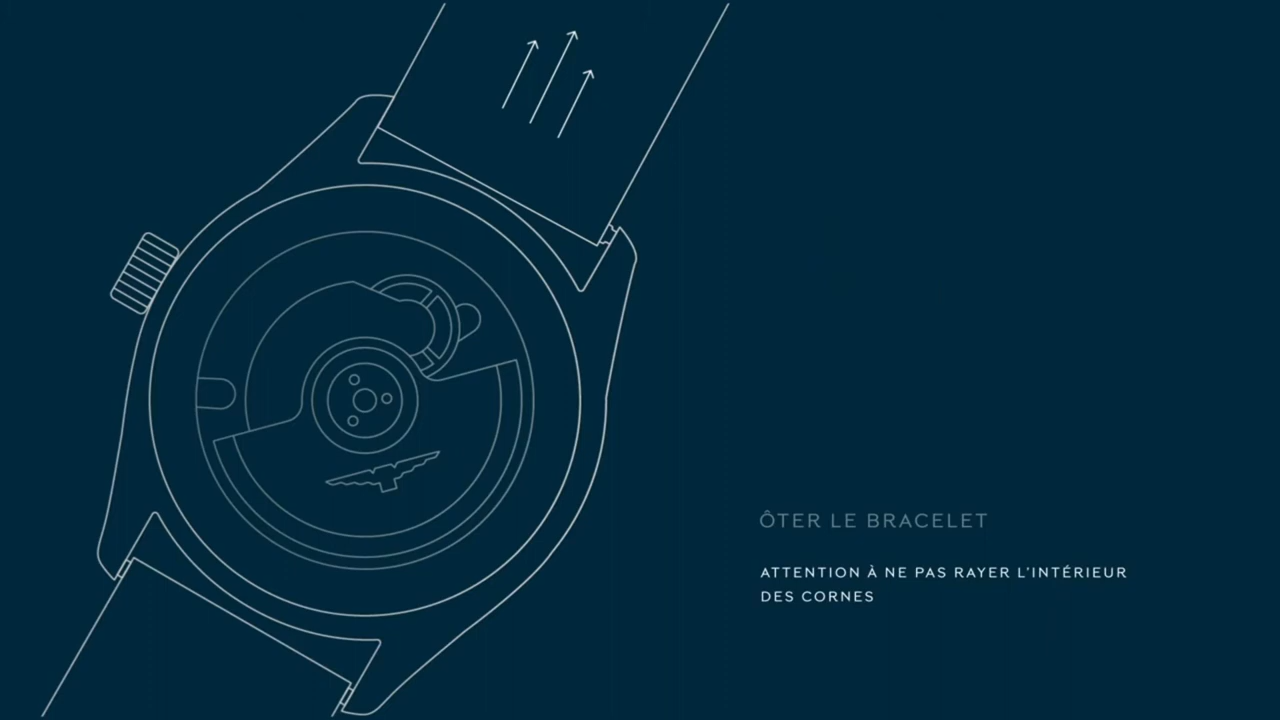 ÔTER LE BRACELET
ATTENTION À NE PAS RAYER L'INTÉRIEUR
DES CORNES